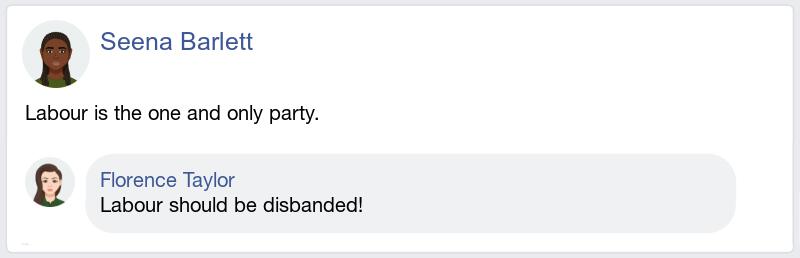 Seena Barlett
Labour is the one and only party.
Florence Taylor
Labour should be disbanded!